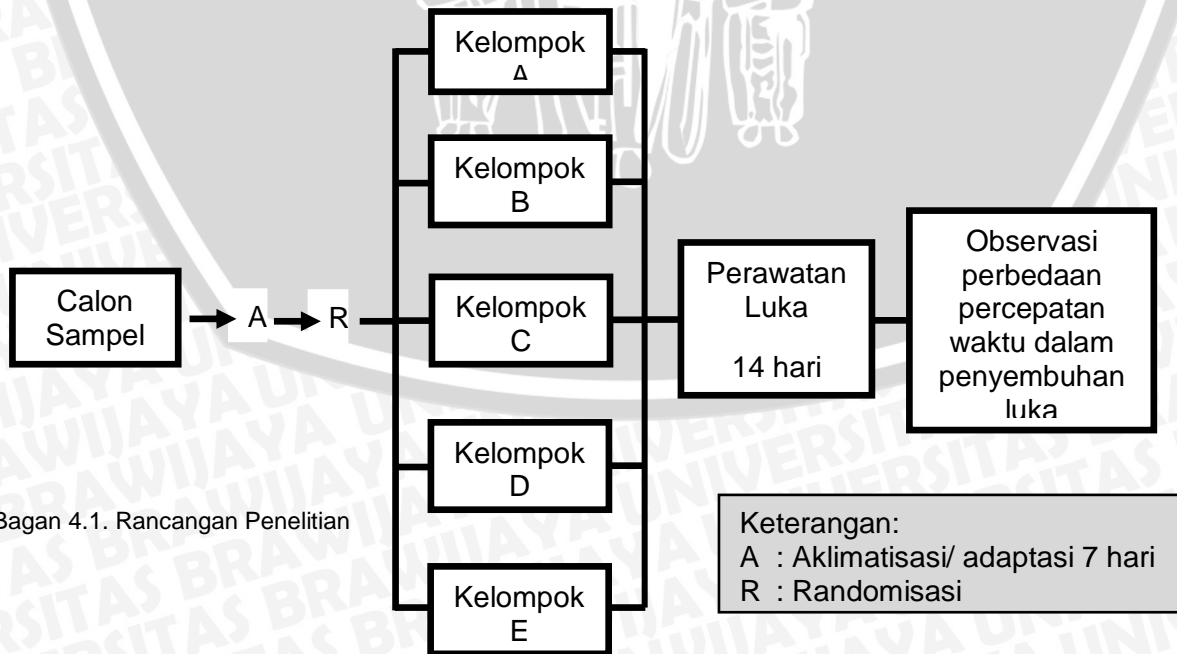 Kelompok
A
Kelompok
B
Calon
Sampel
A
R
Kelompok
C
Perawatan
Luka
14 hari
Observasi
perbedaan
percepatan
waktu dalam
penyembuhan
luka
Kelompok
D
Kelompok
E
Bagan 4.1. Rancangan Penelitian
Keterangan:
A : Aklimatisasi/ adaptasi 7 hari
R : Randomisasi